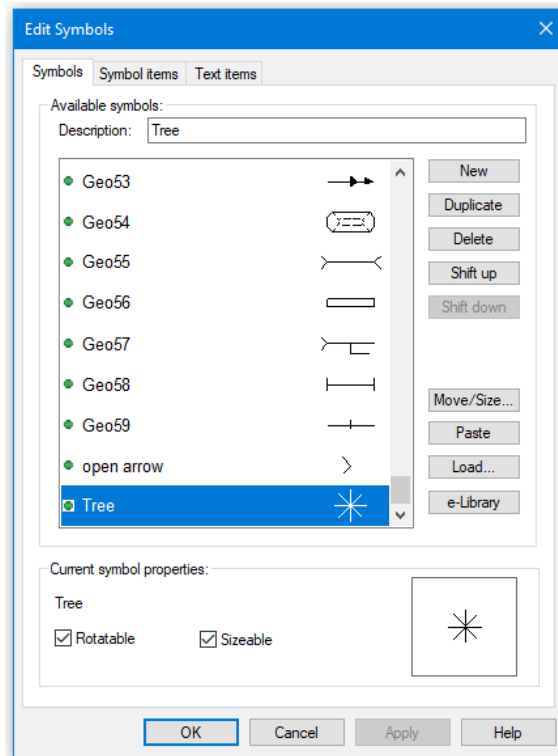 Edit Symbols
Symbols
Symbol items
Text items
Available symbols:
Description: Tree
Geo53
Geo54
Geo55
Geo56
Geo57
Geo58
Geo59
open arrow
Tree
New
Duplicate
Delete
Shift up
Shift down
Move/Size...
Paste
Load...
e-Library
Current symbol properties:
Tree
Rotatable
Sizeable
OK
Cancel
Apply
Help